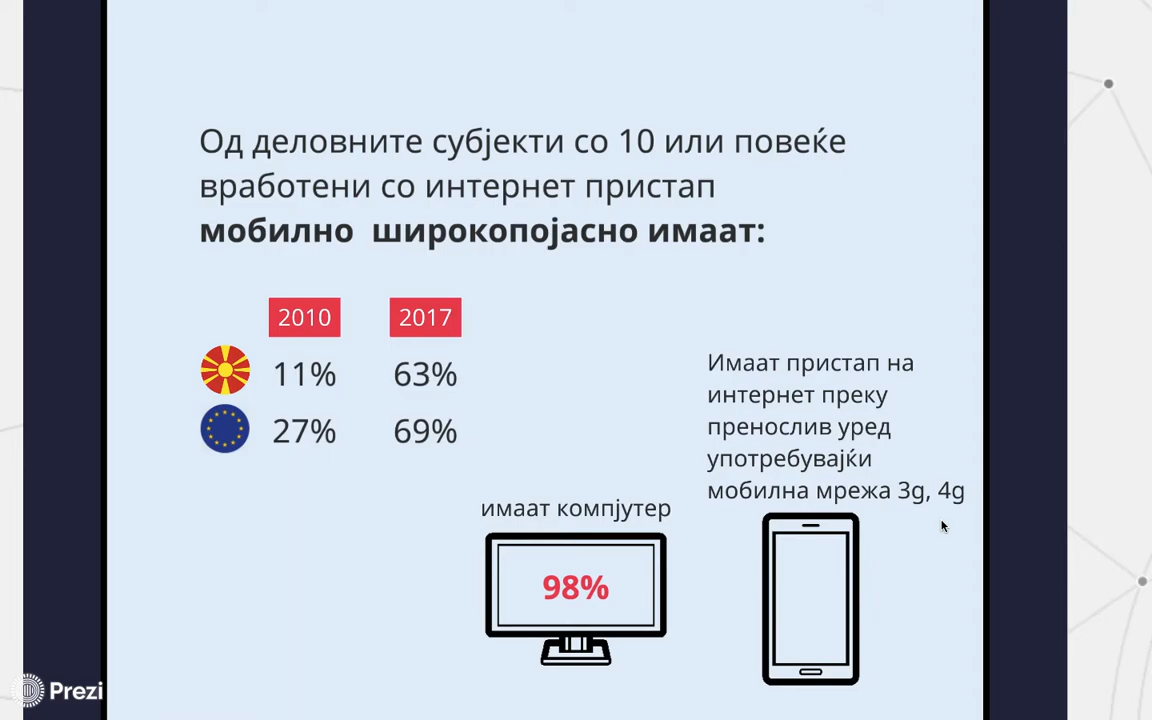 Од деловните субјекти со 10 или повеќе
вработени со интернет пристап
мобилно широкопојасно имаат:
2010 2017
11% 63%
27% 69%
Имаат пристап на
интернет преку
пренослив уред
употребувајќи
мобилна мрежа 3g, 4g
имаат компјутер
98%
Prezi